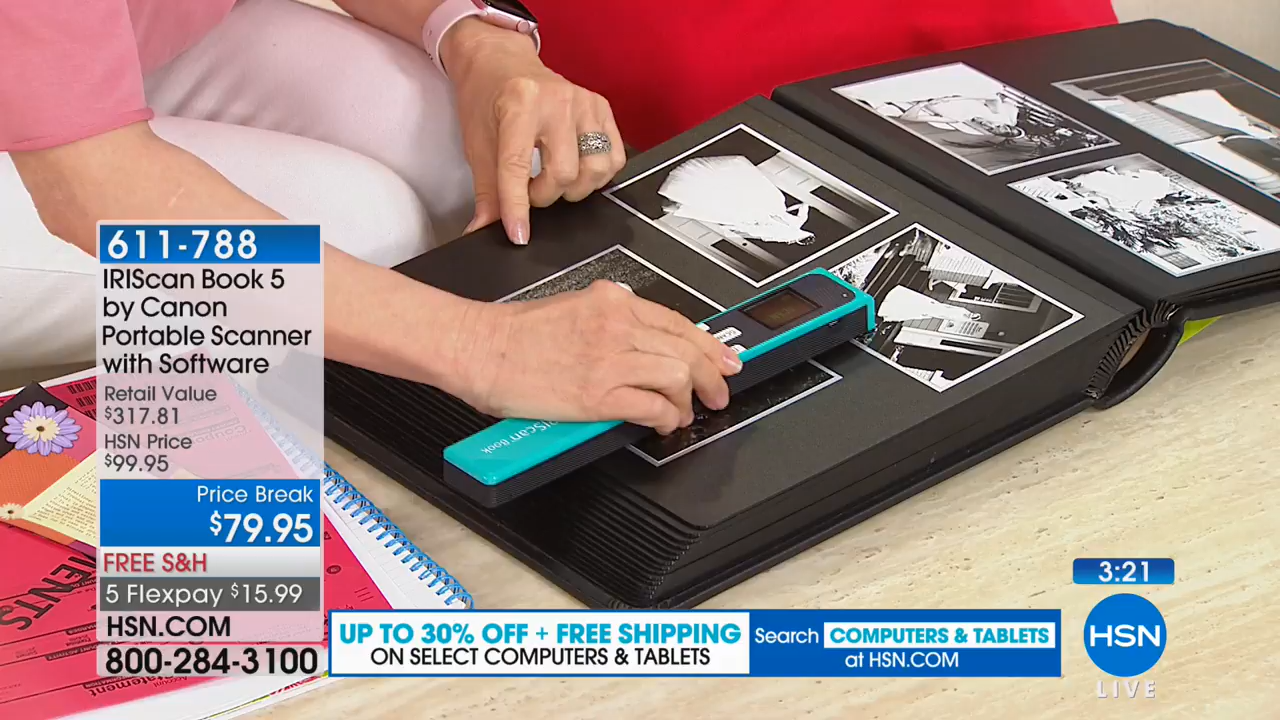 611-788
IRIScan Book 5
by Canon
Portable Scanner
with Software
Retail Value
$317.81
HSN Price
$99.95
Price Break
$79.95
FREE S&H
5 Flexpay $15.99
HSN.COM
800-284-3100
UP TO 30% OFF + FREE SHIPPING
ON SELECT COMPUTERS & TABLETS
Search COMPUTERS & TABLETS
at HSN.COM
3:21
HSN
LIVE
IRIScan Book
Statement